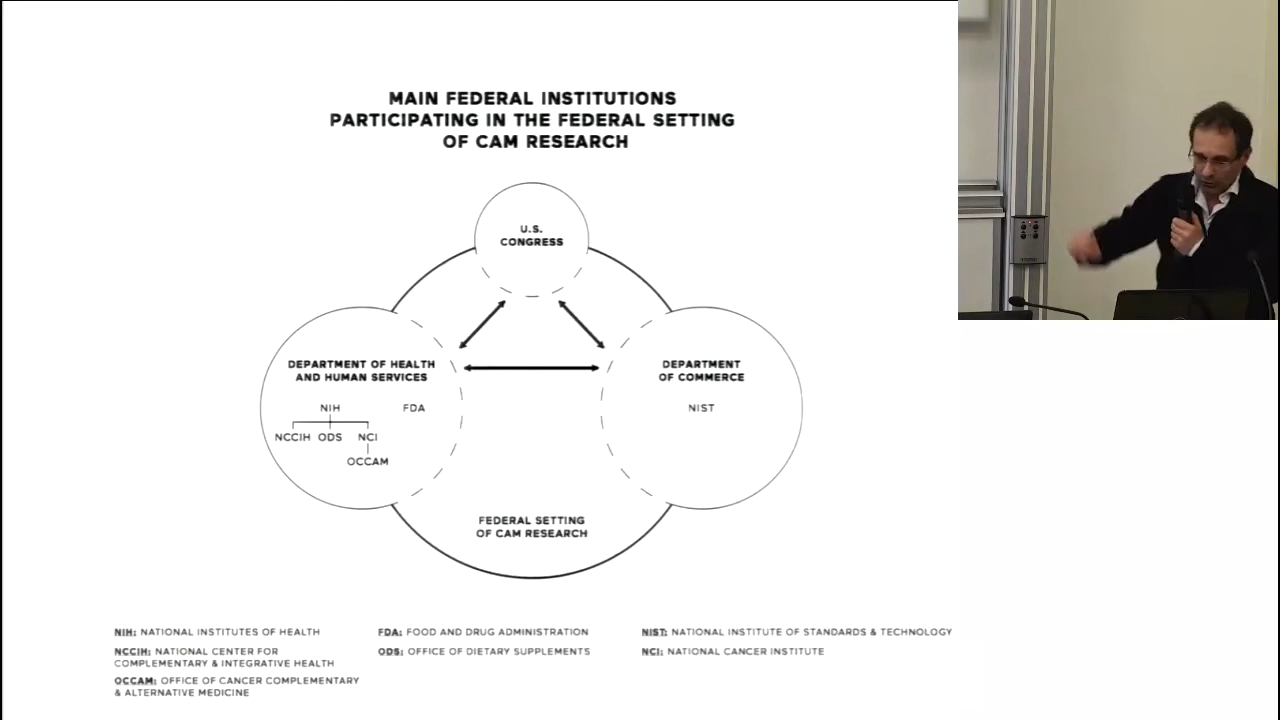 MAIN FEDERAL INSTITUTIONS
PARTICIPATING IN THE FEDERAL SETTING
OF CAM RESEARCH
U.S.
CONGRESS
DEPARTMENT OF HEALTH
AND HUMAN SERVICES
NIH
FDA
NCCIH
ODS
NCI
OCCAM
DEPARTMENT
OF COMMERCE
NIST
FEDERAL SETTING
OF CAM RESEARCH
NIH: NATIONAL INSTITUTES OF HEALTH
NCCIH: NATIONAL CENTER FOR
COMPLEMENTARY & INTEGRATIVE HEALTH
OCCAM: OFFICE OF CANCER COMPLEMENTARY
& ALTERNATIVE MEDICINE
FDA: FOOD AND DRUG ADMINISTRATION
ODS: OFFICE OF DIETARY SUPPLEMENTS
NIST: NATIONAL INSTITUTE OF STANDARDS & TECHNOLOGY
NCI: NATIONAL CANCER INSTITUTE